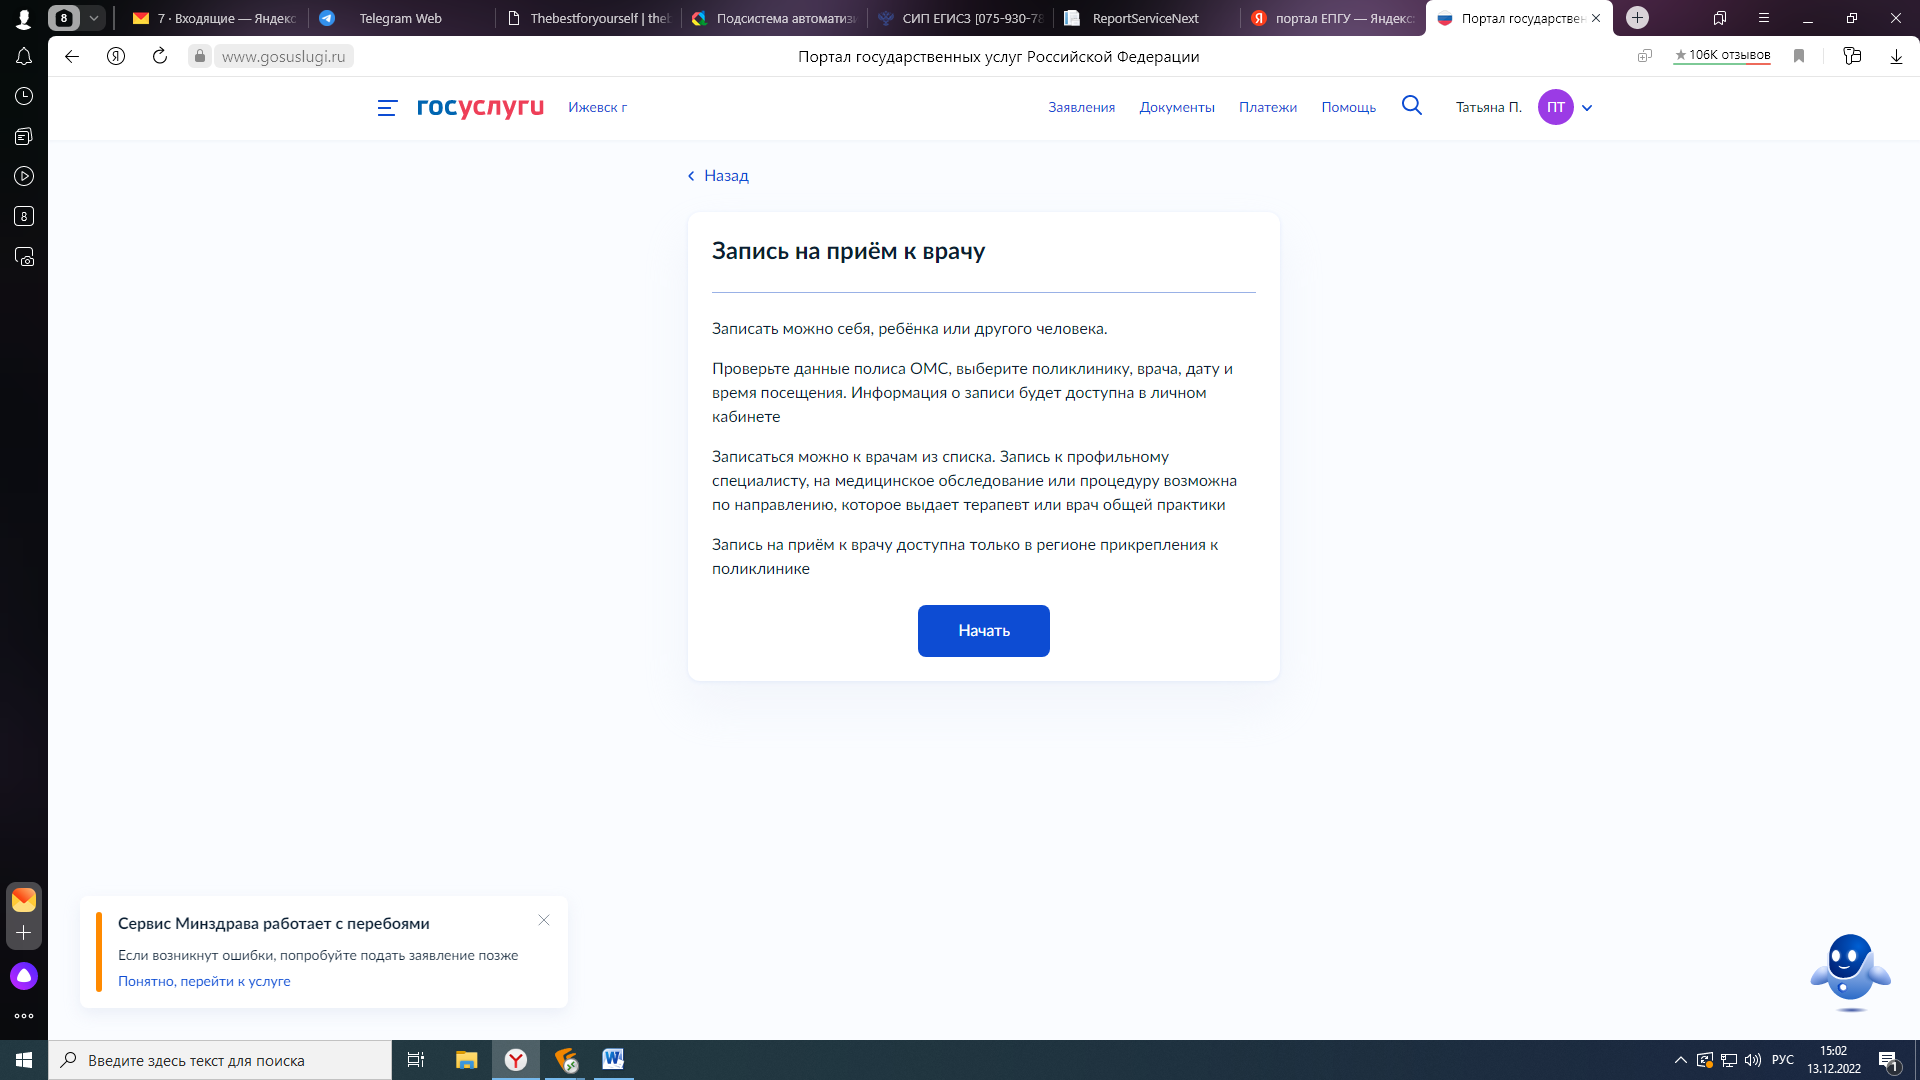 8
7 · Входящие — Яндекс
Telegram Web
Thebestforyourself | the
Подсистема автоматизи
СИП ЕГИСЗ [075-930-78
ReportServiceNext
портал ЕПГУ — Яндекс
Портал государствен
www.gosuslugi.ru
Портал государственных услуг Российской Федерации
★106K отзывов
8
госуслуги
Ижевск г
Заявления
Документы
Платежи
Помощь
Татьяна П.
ПТ
Назад
Запись на приём к врачу
Записать можно себя, ребёнка или другого человека.
Проверьте данные полиса ОМС, выберите поликлинику, врача, дату и
время посещения. Информация о записи будет доступна в личном
кабинете
Записаться можно к врачам из списка. Запись к профильному
специалисту, на медицинское обследование или процедуру возможна
по направлению, которое выдает терапевт или врач общей практики
Запись на приём к врачу доступна только в регионе прикрепления к
поликлинике
Начать
Сервис Минздрава работает с перебоями
Если возникнут ошибки, попробуйте подать заявление позже
Понятно, перейти к услуге
Введите здесь текст для поиска
РУС
15:02
13.12.2022
1